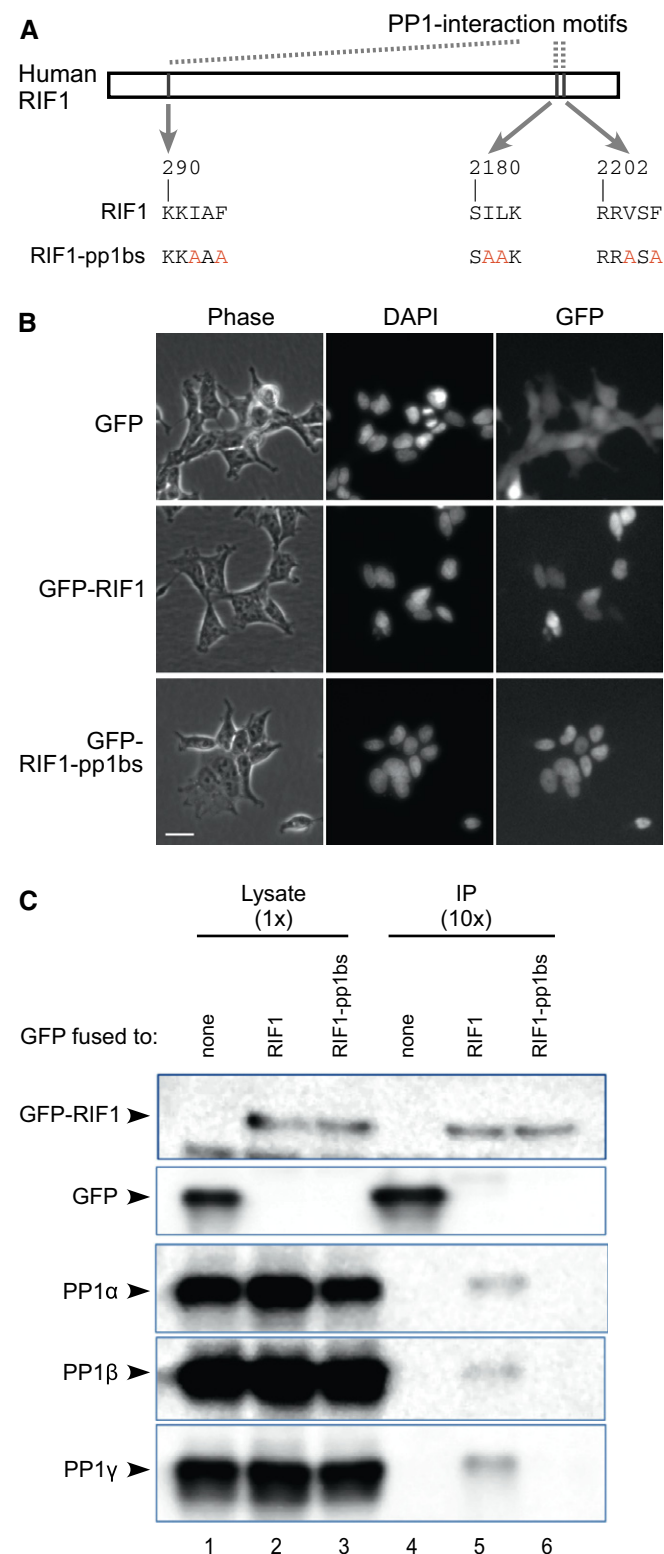 A
PP1-interaction motifs
Human
RIF1
290 2180 2202
RIF1 KKIAF SILK RRVSF
RIF1-pp1bs KKAAA SAAK RRASA
B
Phase DAPI GFP
GFP
GFP-RIF1
GFP-
RIF1-pp1bs
C
Lysate IP
(1x) (10x)
GFP fused to: none RIF1 RIF1-pp1bs none RIF1 RIF1-pp1bs
GFP-RIF1
GFP
PP1α
PP1β
PP1γ
1 2 3 4 5 6